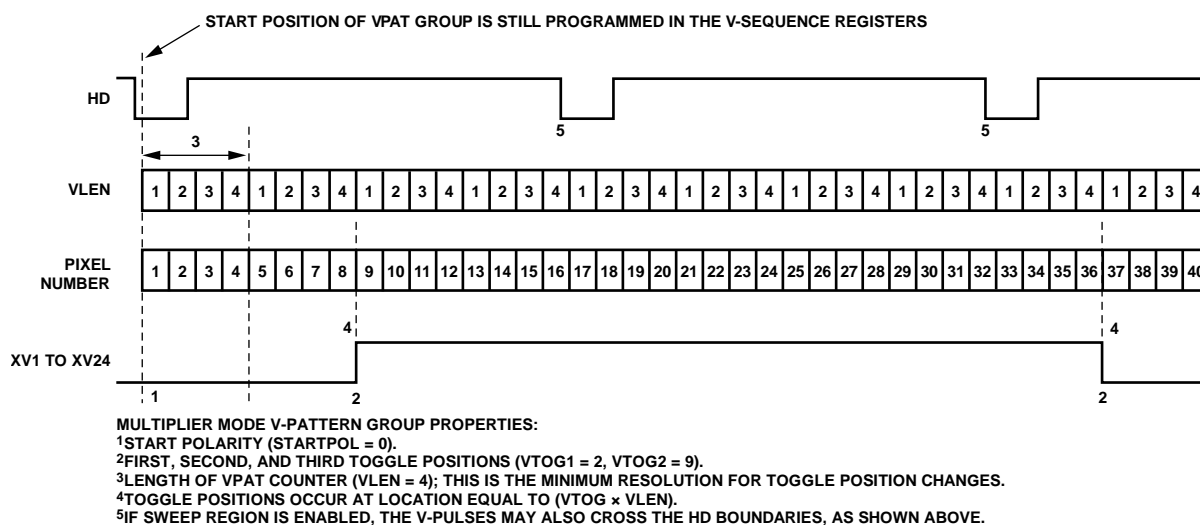 START POSITION OF VPAT GROUP IS STILL PROGRAMMED IN THE V-SEQUENCE REGISTERS
HD
5
5
3
VLEN
1 2 3 4 1 2 3 4 1 2 3 4 1 2 3 4 1 2 3 4 1 2 3 4 1 2 3 4 1 2 3 4 1 2 3 4 1 2 3 4
PIXEL
NUMBER
1 2 3 4 5 6 7 8 9 10 11 12 13 14 15 16 17 18 19 20 21 22 23 24 25 26 27 28 29 30 31 32 33 34 35 36 37 38 39 40
4
4
XV1 TO XV24
1
2
2
MULTIPLIER MODE V-PATTERN GROUP PROPERTIES:
1START POLARITY (STARTPOL = 0).
2FIRST, SECOND, AND THIRD TOGGLE POSITIONS (VTOG1 = 2, VTOG2 = 9).
3LENGTH OF VPAT COUNTER (VLEN = 4); THIS IS THE MINIMUM RESOLUTION FOR TOGGLE POSITION CHANGES.
4TOGGLE POSITIONS OCCUR AT LOCATION EQUAL TO (VTOG × VLEN).
5IF SWEEP REGION IS ENABLED, THE V-PULSES MAY ALSO CROSS THE HD BOUNDARIES, AS SHOWN ABOVE.